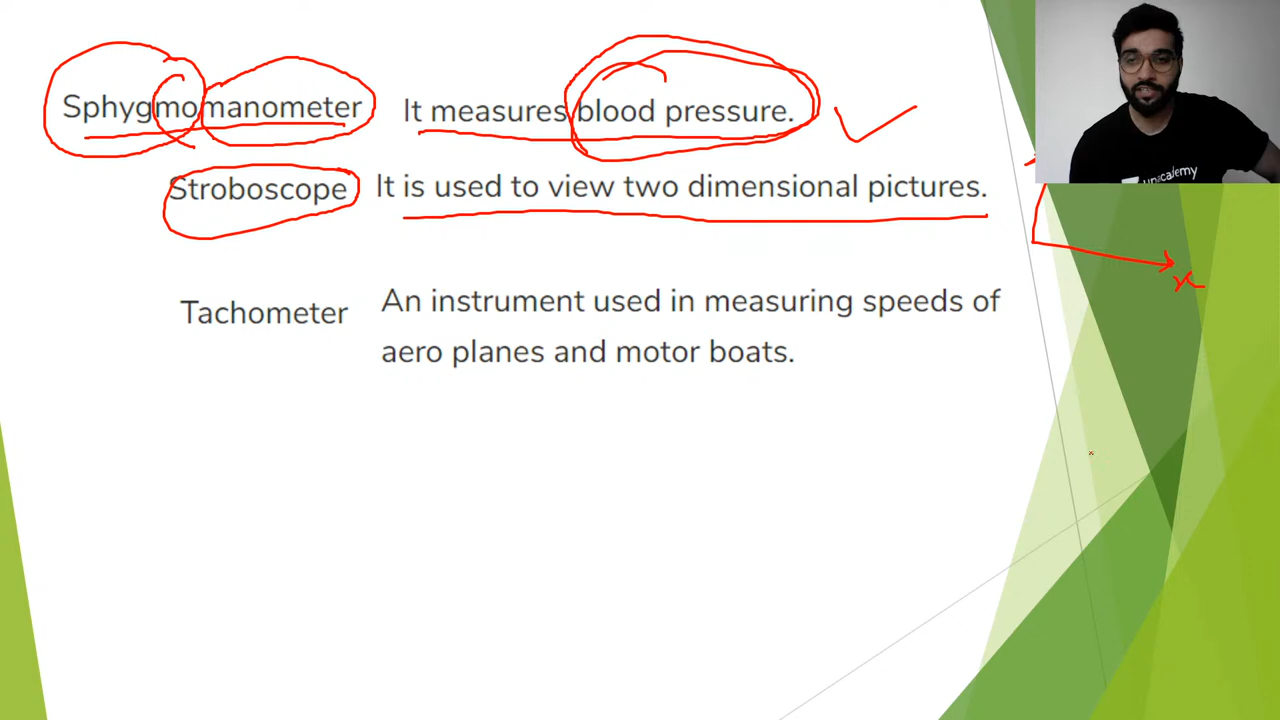 Sphygmomanometer It measures blood pressure.
Stroboscope It is used to view two dimensional pictures.
Tachometer An instrument used in measuring speeds of
aero planes and motor boats.
unacademy
x